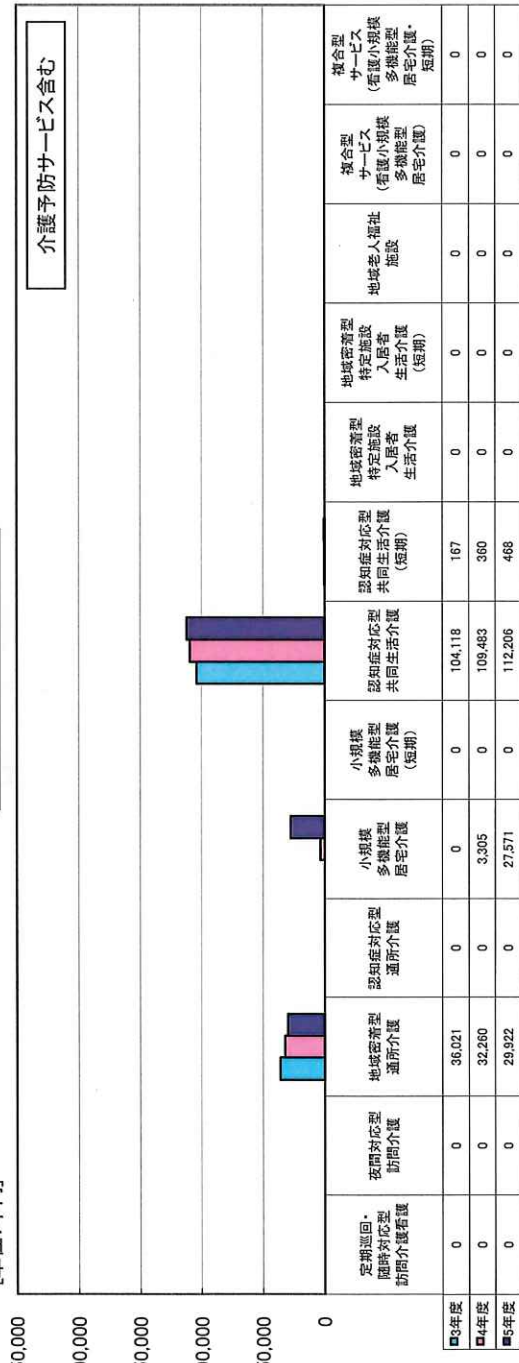 介護予防サービス含む
0
定期巡回・
随時対応型
訪問介護看護
夜間対応型
訪問介護
地域密着型
通所介護
認知症対応型
通所介護
小規模
多機能型
居宅介護
小規模
多機能型
居宅介護
(短期)
認知症対応型
共同生活介護
認知症対応型
共同生活介護
(短期)
地域密着型
特定施設
入居者
生活介護
地域密着型
特定施設
入居者
生活介護
(短期)
地域老人福祉
施設
複合型
サービス
(看護小規模
多機能型
居宅介護)
複合型
サービス
(看護小規模
多機能型
居宅介護・
短期)
3年度 0 0 36,021 0 0 0 104,118 167 0 0 0 0 0
4年度 0 0 32,260 0 3,305 0 109,483 360 0 0 0 0 0
5年度 0 0 29,922 0 27,571 0 112,206 468 0 0 0 0 0